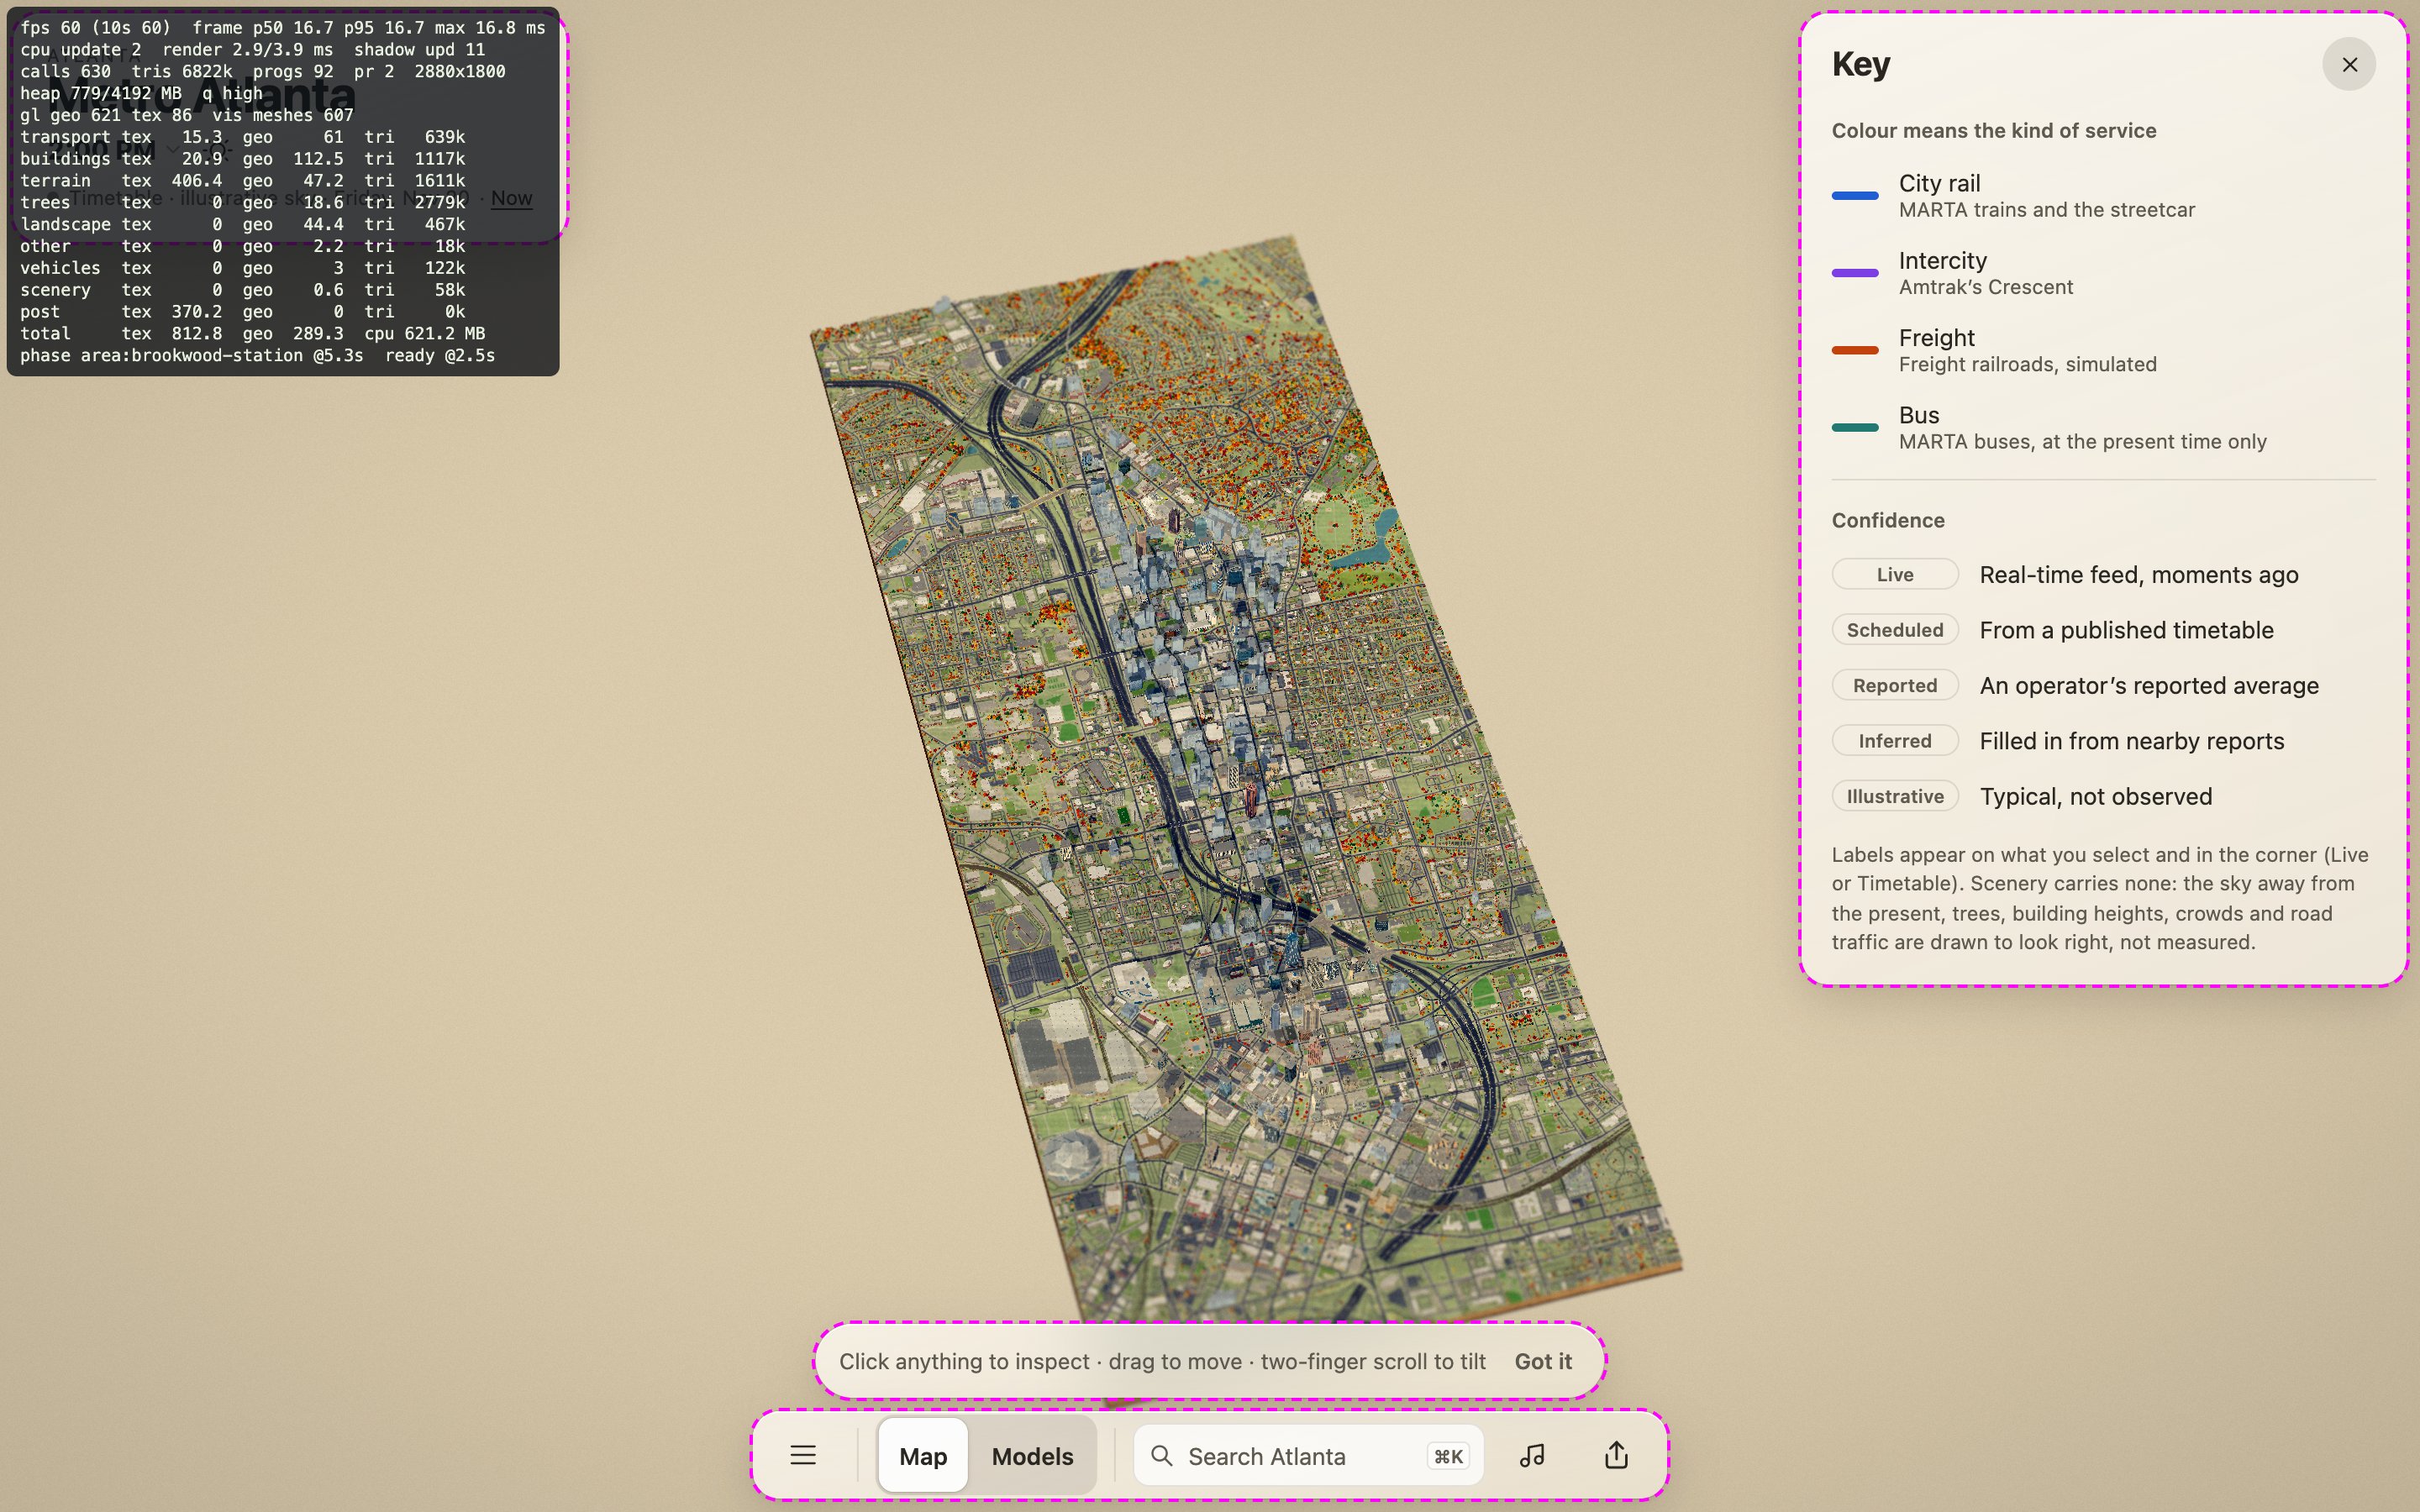 fps 60 (10s 60)  frame p50 16.7 p95 16.7 max 16.8 ms
cpu update 2  render 2.9/3.9 ms  shadow upd 11
calls 630  tris 6822k  progs 92  pr 2  2880x1800
heap 779/4192 MB  q high
gl geo 621 tex 86  vis meshes 607
transport tex 15.3 geo 61 tri 639k
buildings tex 20.9 geo 112.5 tri 1117k
terrain tex 406.4 geo 47.2 tri 1611k
trees tex 0 geo 18.6 tri 2779k
landscape tex 0 geo 44.4 tri 467k
other tex 0 geo 2.2 tri 18k
vehicles tex 0 geo 3 tri 122k
scenery tex 0 geo 0.6 tri 58k
post tex 370.2 geo 0 tri 0k
total tex 812.8 geo 289.3 cpu 621.2 MB
phase area:brookwood-station @5.3s  ready @2.5s
ATLANTA
Metro Atlanta
2:00 PM
Timetable · illustrative sky · Friday, Nov · Now
Key
Colour means the kind of service
City rail
MARTA trains and the streetcar
Intercity
Amtrak’s Crescent
Freight
Freight railroads, simulated
Bus
MARTA buses, at the present time only
Confidence
Live Real-time feed, moments ago
Scheduled From a published timetable
Reported An operator’s reported average
Inferred Filled in from nearby reports
Illustrative Typical, not observed
Labels appear on what you select and in the corner (Live
or Timetable). Scenery carries none: the sky away from
the present, trees, building heights, crowds and road
traffic are drawn to look right, not measured.
Click anything to inspect · drag to move · two-finger scroll to tilt Got it
Map Models Search Atlanta ⌘K